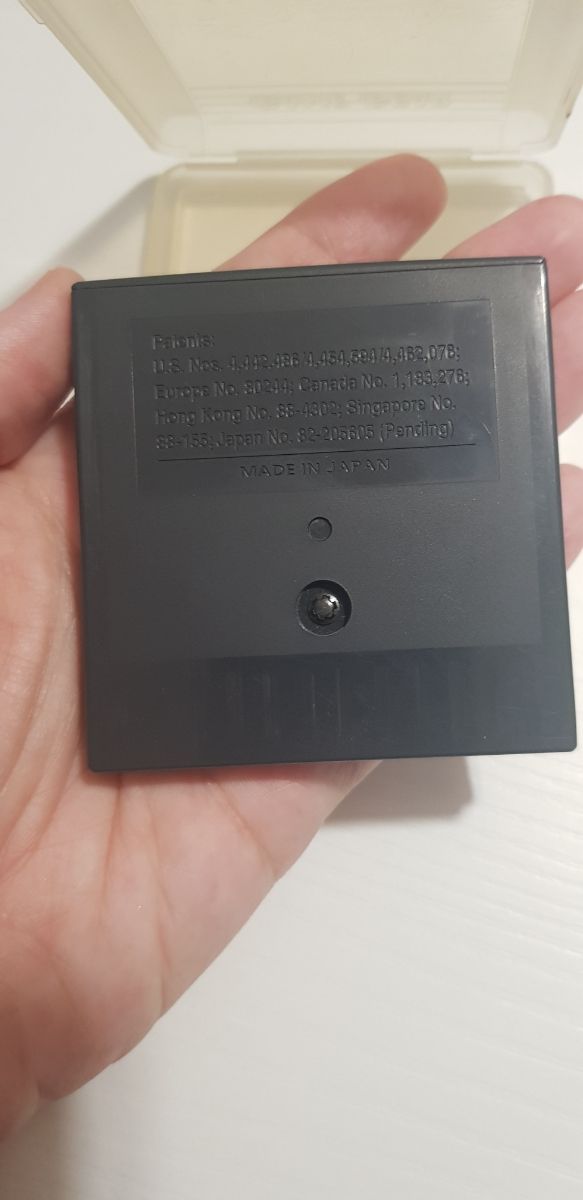 Patents:
U.S. Nos. 4,442,486/4,454,594/4,462,076;
Europe No. 80244; Canada No. 1,183,276;
Hong Kong No. 88-4302; Singapore No.
88-155; Japan No. 82-205605 (Pending)
MADE IN JAPAN